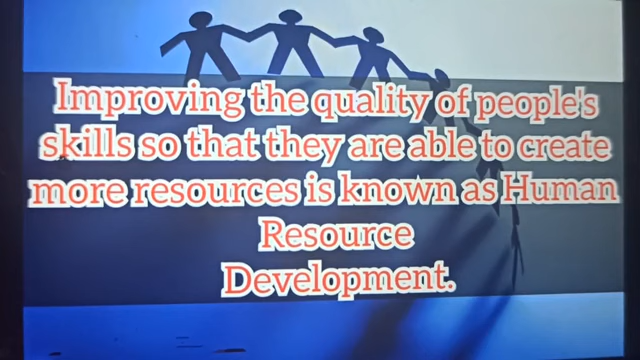 Improving the quality of people's
skills so that they are able to create
more resources is known as Human
Resource
Development.